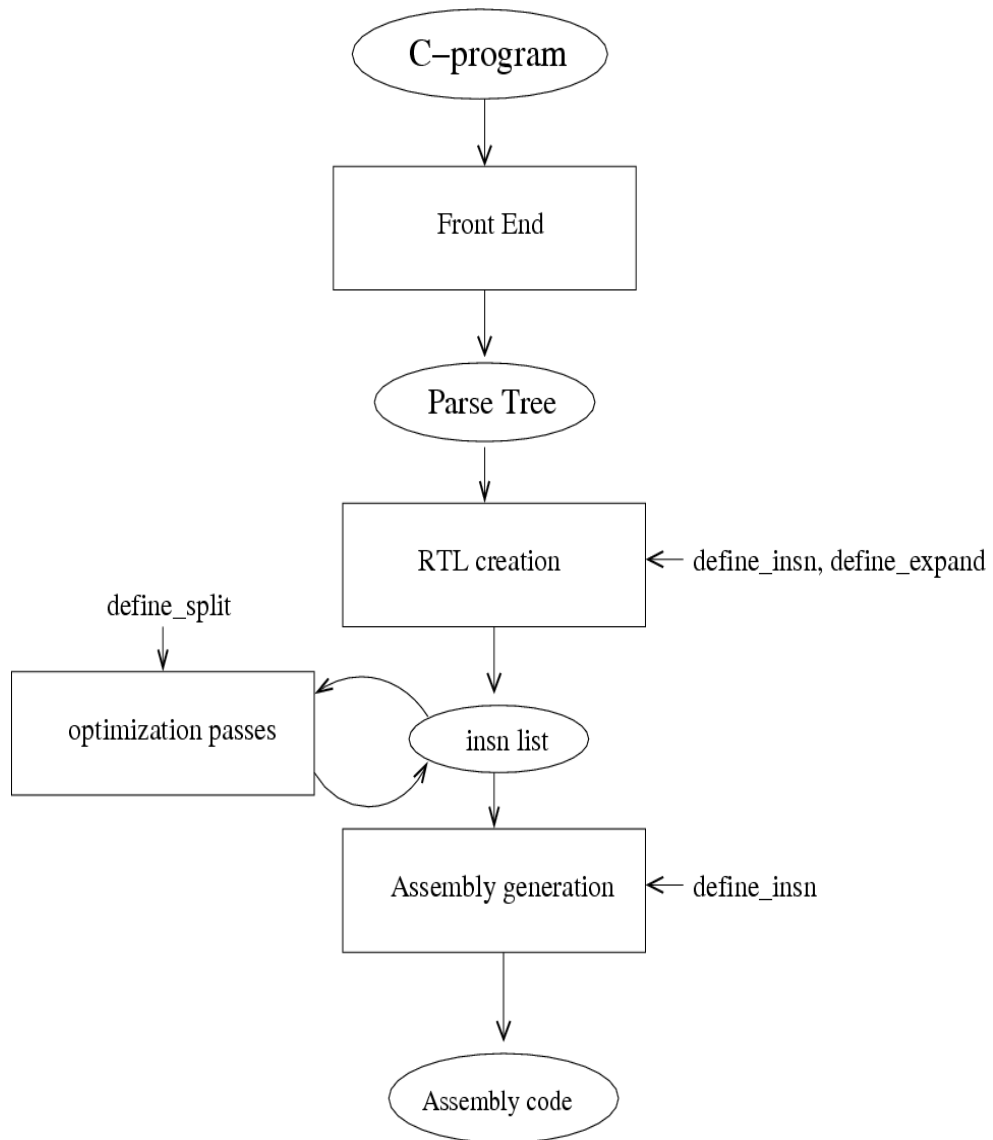 C−program
Front End
Parse Tree
RTL creation
define_insn, define_expand
define_split
optimization passes
insn list
Assembly generation
define_insn
Assembly code